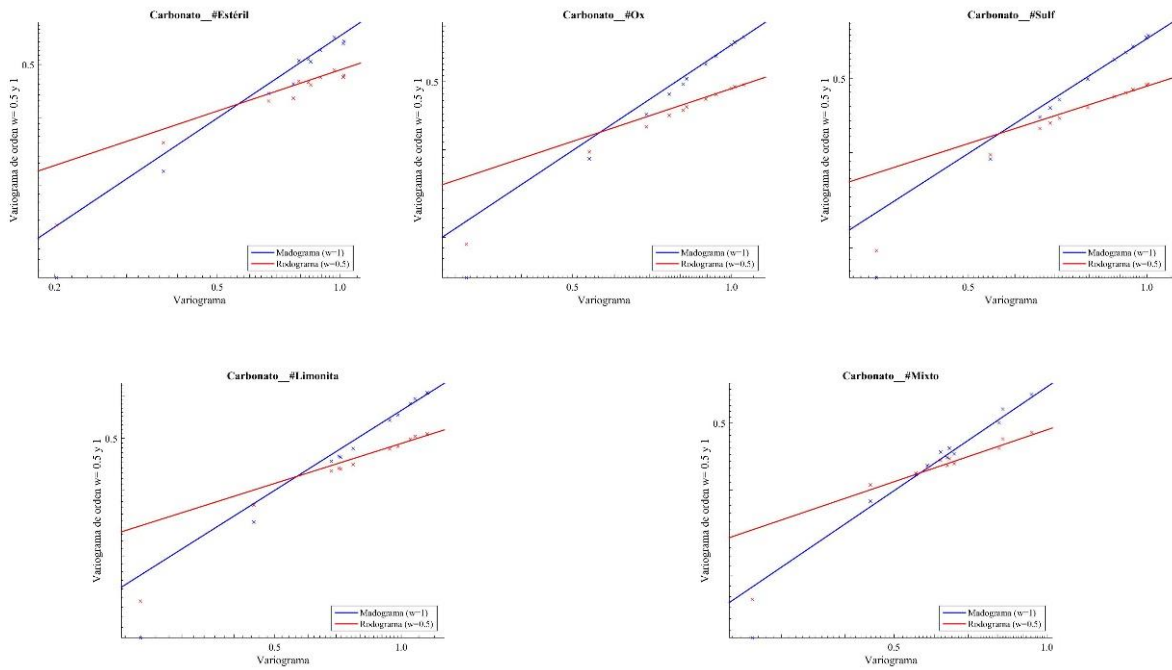 Carbonato__#Estéril
0.5
Variograma de orden w= 0.5 y 1
Madograma (w=1)
Rodograma (w=0.5)
0.2
0.5
1.0
Variograma
Carbonato__#Ox
0.5
Variograma de orden w= 0.5 y 1
Madograma (w=1)
Rodograma (w=0.5)
0.5
1.0
Variograma
Carbonato__#Sulf
0.5
Variograma de orden w= 0.5 y 1
Madograma (w=1)
Rodograma (w=0.5)
0.5
1.0
Variograma
Carbonato__#Limonita
0.5
Variograma de orden w= 0.5 y 1
Madograma (w=1)
Rodograma (w=0.5)
0.5
1.0
Variograma
Carbonato__#Mixto
0.5
Variograma de orden w= 0.5 y 1
Madograma (w=1)
Rodograma (w=0.5)
0.5
1.0
Variograma